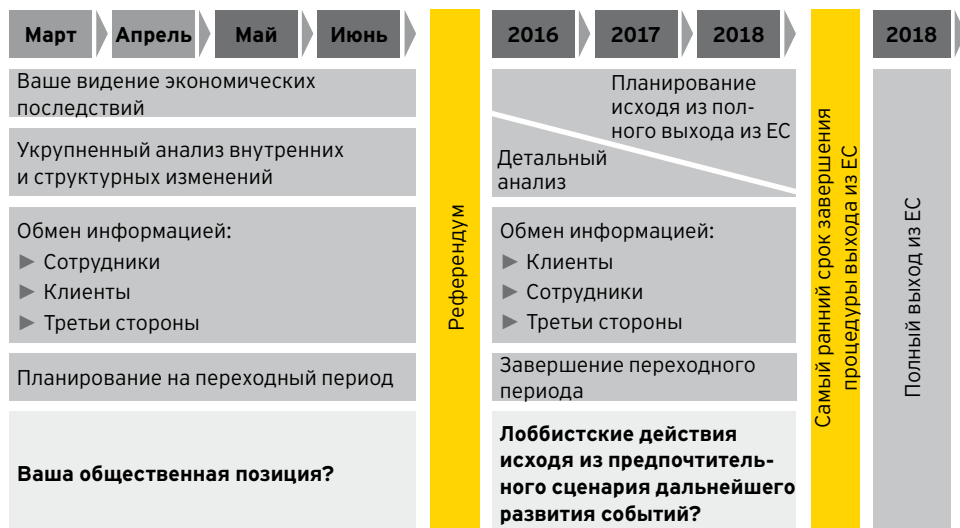 Март
Апрель
Май
Июнь
Ваше видение экономических
последствий
Укрупненный анализ внутренних
и структурных изменений
Обмен информацией:
► Сотрудники
► Клиенты
► Третьи стороны
Планирование на переходный период
Ваша общественная позиция?
Референдум
2016
2017
2018
Планирование
исходя из пол-
ного выхода из ЕС
Детальный
анализ
Обмен информацией:
► Клиенты
► Сотрудники
► Третьи стороны
Завершение переходного
периода
Лоббистские действия
исходя из предпочтитель-
ного сценария дальнейшего
развития событий?
Самый ранний срок завершения
процедуры выхода из ЕС
2018
Полный выход из ЕС